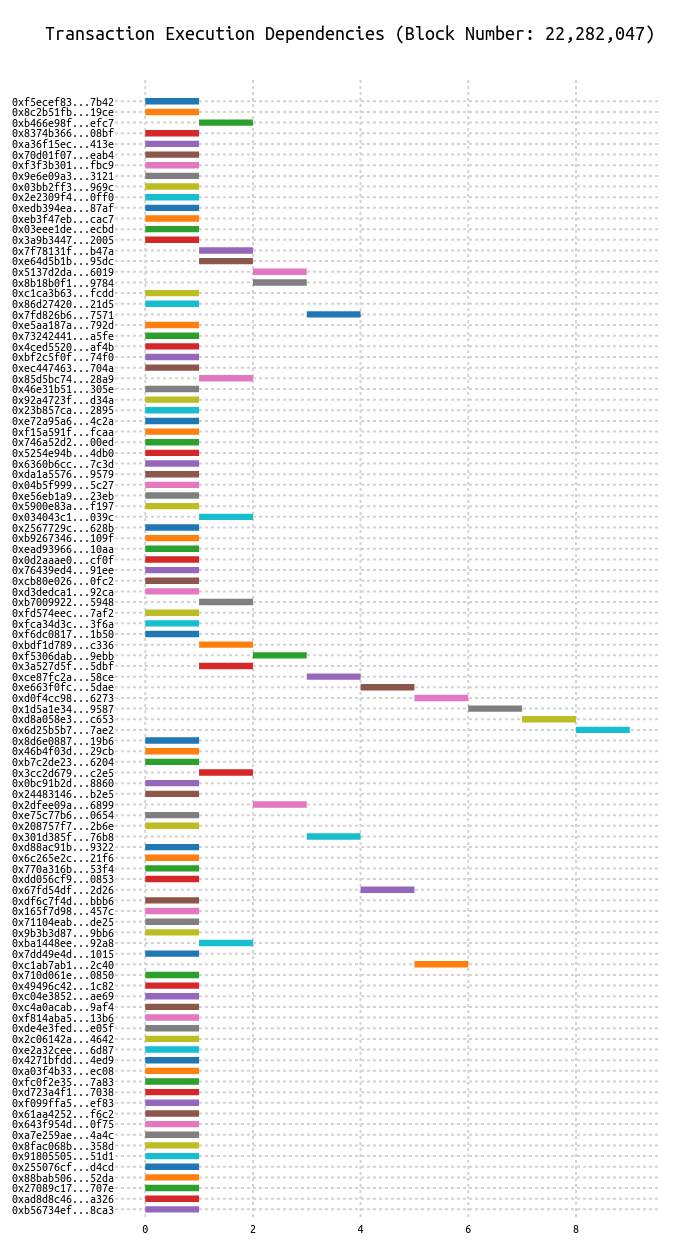 Transaction Execution Dependencies (Block Number: 22,282,047)
0xf5ecef83...7b42
0x8c2b51fb...19ce
0xb466e98f...efc7
0x8374b366...08bf
0xa36f15ec...413e
0x70d01f07...eab4
0xf3f3b301...fbc9
0x9e6e09a3...3121
0x03bb2ff3...969c
0x2e2309f4...0ff0
0xedb394ea...87af
0xeb3f47eb...cac7
0x03eee1de...ecbd
0x3a9b3447...2005
0x7f78131f...b47a
0xe64d5b1b...95dc
0x5137d2da...6019
0x8b18b0f1...9784
0xc1ca3b63...fcdd
0x86d27420...21d5
0x7fd826b6...7571
0xe5aa187a...792d
0x73242441...a5fe
0x4ced5520...af4b
0xbf2c5f0f...74f0
0xec447463...704a
0x85d5bc74...28a9
0x46e31b51...305e
0x92a4723f...d34a
0x23b857ca...2895
0xe72a95a6...4c2a
0xf15a591f...fcaa
0x746a52d2...00ed
0x5254e94b...4db0
0x6360b6cc...7c3d
0xda1a5576...9579
0x04b5f999...5c27
0xe56eb1a9...23eb
0x5900e83a...f197
0x034043c1...039c
0x2567729c...628b
0xb9267346...109f
0xead93966...10aa
0x0d2aaae0...cf0f
0x76439ed4...91ee
0xcb80e026...0fc2
0xd3dedca1...92ca
0xb7009922...5948
0xfd574eec...7af2
0xfca34d3c...3f6a
0xf6dc0817...1b50
0xbdf1d789...c336
0xf5306dab...9ebb
0x3a527d5f...5dbf
0xce87fc2a...58ce
0xe663f0fc...5dae
0xd0f4cc98...6273
0x1d5a1e34...9587
0xd8a058e3...c653
0x6d25b5b7...7ae2
0x8d6e0887...19b6
0x46b4f03d...29cb
0xb7c2de23...6204
0x3cc2d679...c2e5
0x0bc91b2d...8860
0x24483146...b2e5
0x2dfee09a...6899
0xe75c77b6...0654
0x208757f7...2b6e
0x301d385f...76b8
0xd88ac91b...9322
0x6c265e2c...21f6
0x770a316b...53f4
0xdd056cf9...0853
0x67fd54df...2d26
0xdf6c7f4d...bbb6
0x165f7d98...457c
0x71104eab...de25
0x9b3b3d87...9bb6
0xba1448ee...92a8
0x7dd49e4d...1015
0xc1ab7ab1...2c40
0x710d061e...0850
0x49496c42...1c82
0xc04e3852...ae69
0xc4a0acab...9af4
0xf814aba5...13b6
0xde4e3fed...e05f
0x2c06142a...4642
0xe2a32cee...6d87
0x4271bfdd...4ed9
0xa03f4b33...ec08
0xfc0f2e35...7a83
0xd723a4f1...7038
0xf099ffa5...ef83
0x61aa4252...f6c2
0x643f954d...0f75
0xa7e259ae...4a4c
0x8fac068b...358d
0x91805505...51d1
0x255076cf...d4cd
0x88bab506...52da
0x27089c17...707e
0xad8d8c46...a326
0xb56734ef...8ca3
0 2 4 6 8